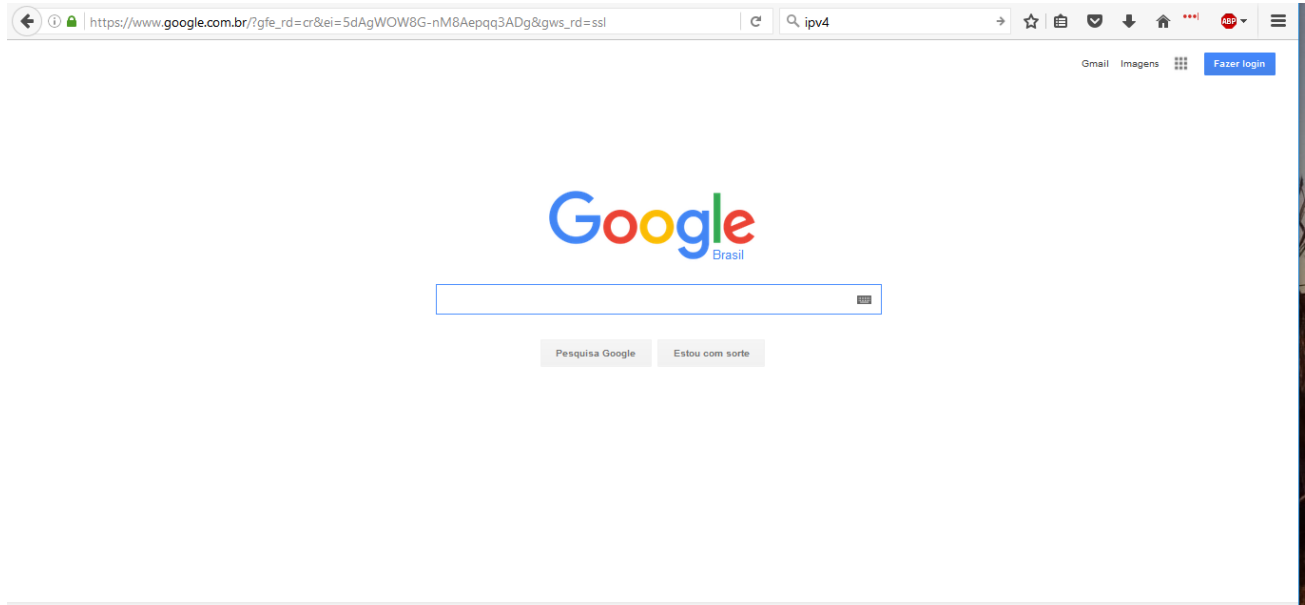 https://www.google.com.br/?gfe_rd=cr&ei=5dAgWOW8G-nM8Aepqq3ADg&gws_rd=ssl
ipv4
ABP
Gmail Imagens Fazer login
Google
Brasil
Pesquisa Google Estou com sorte